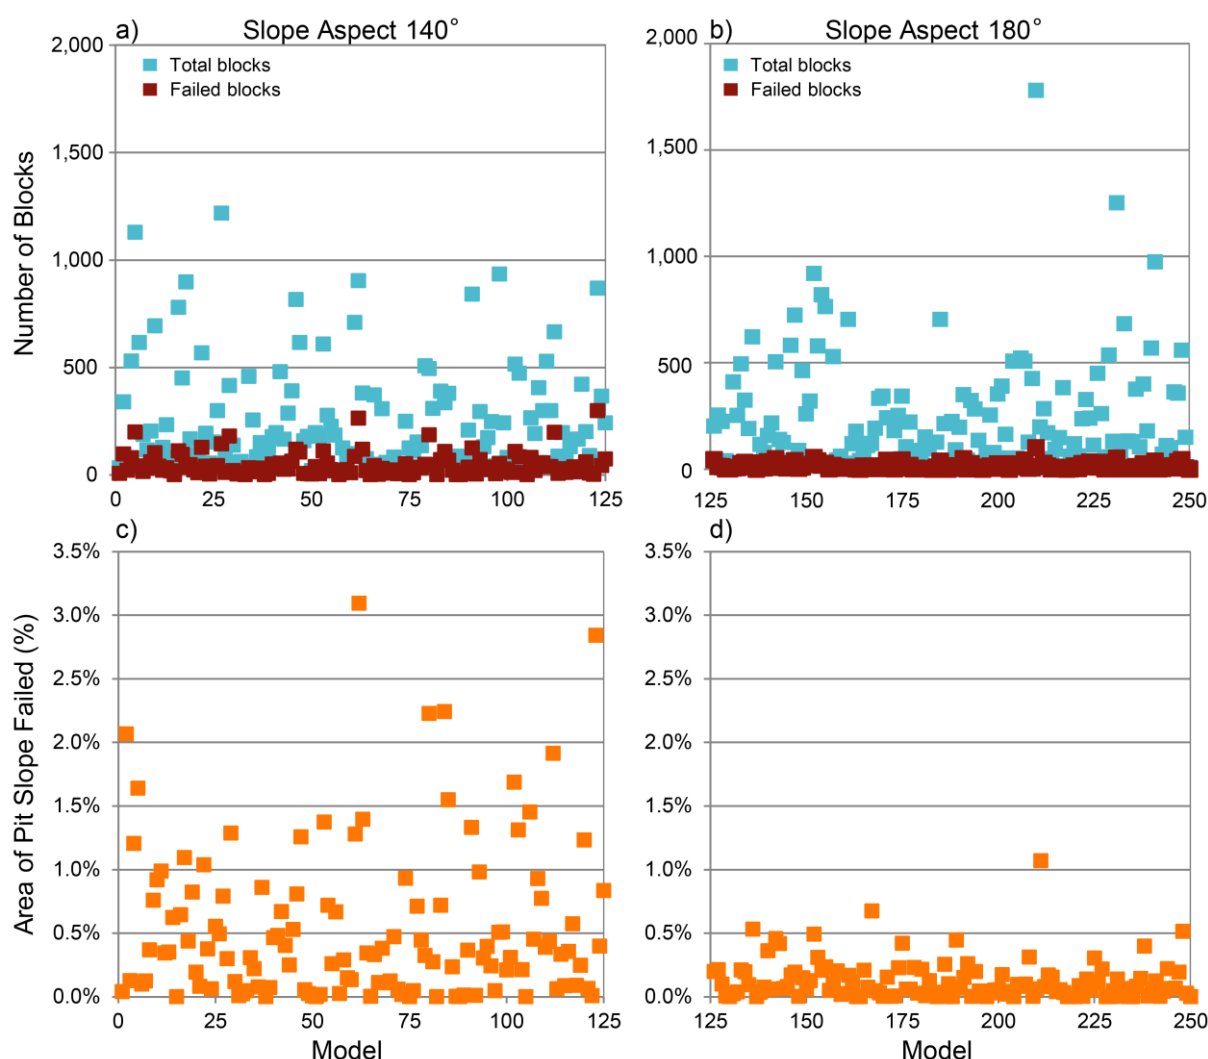 a) Slope Aspect 140°
2,000
Total blocks
Failed blocks
1,500
1,000
500
0
0 25 50 75 100 125
Number of Blocks
b) Slope Aspect 180°
2,000
Total blocks
Failed blocks
1,500
1,000
500
0
125 150 175 200 225 250
c)
3.5%
3.0%
2.5%
2.0%
1.5%
1.0%
0.5%
0.0%
0 25 50 75 100 125
Area of Pit Slope Failed (%)
Model
d)
3.5%
3.0%
2.5%
2.0%
1.5%
1.0%
0.5%
0.0%
125 150 175 200 225 250
Model